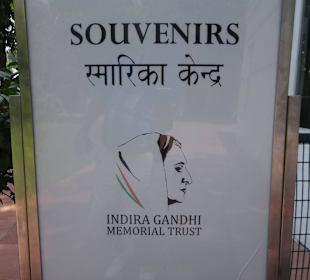 SOUVENIRS
स्मारिका केन्द्र
INDIRA GANDHI
MEMORIAL TRUST